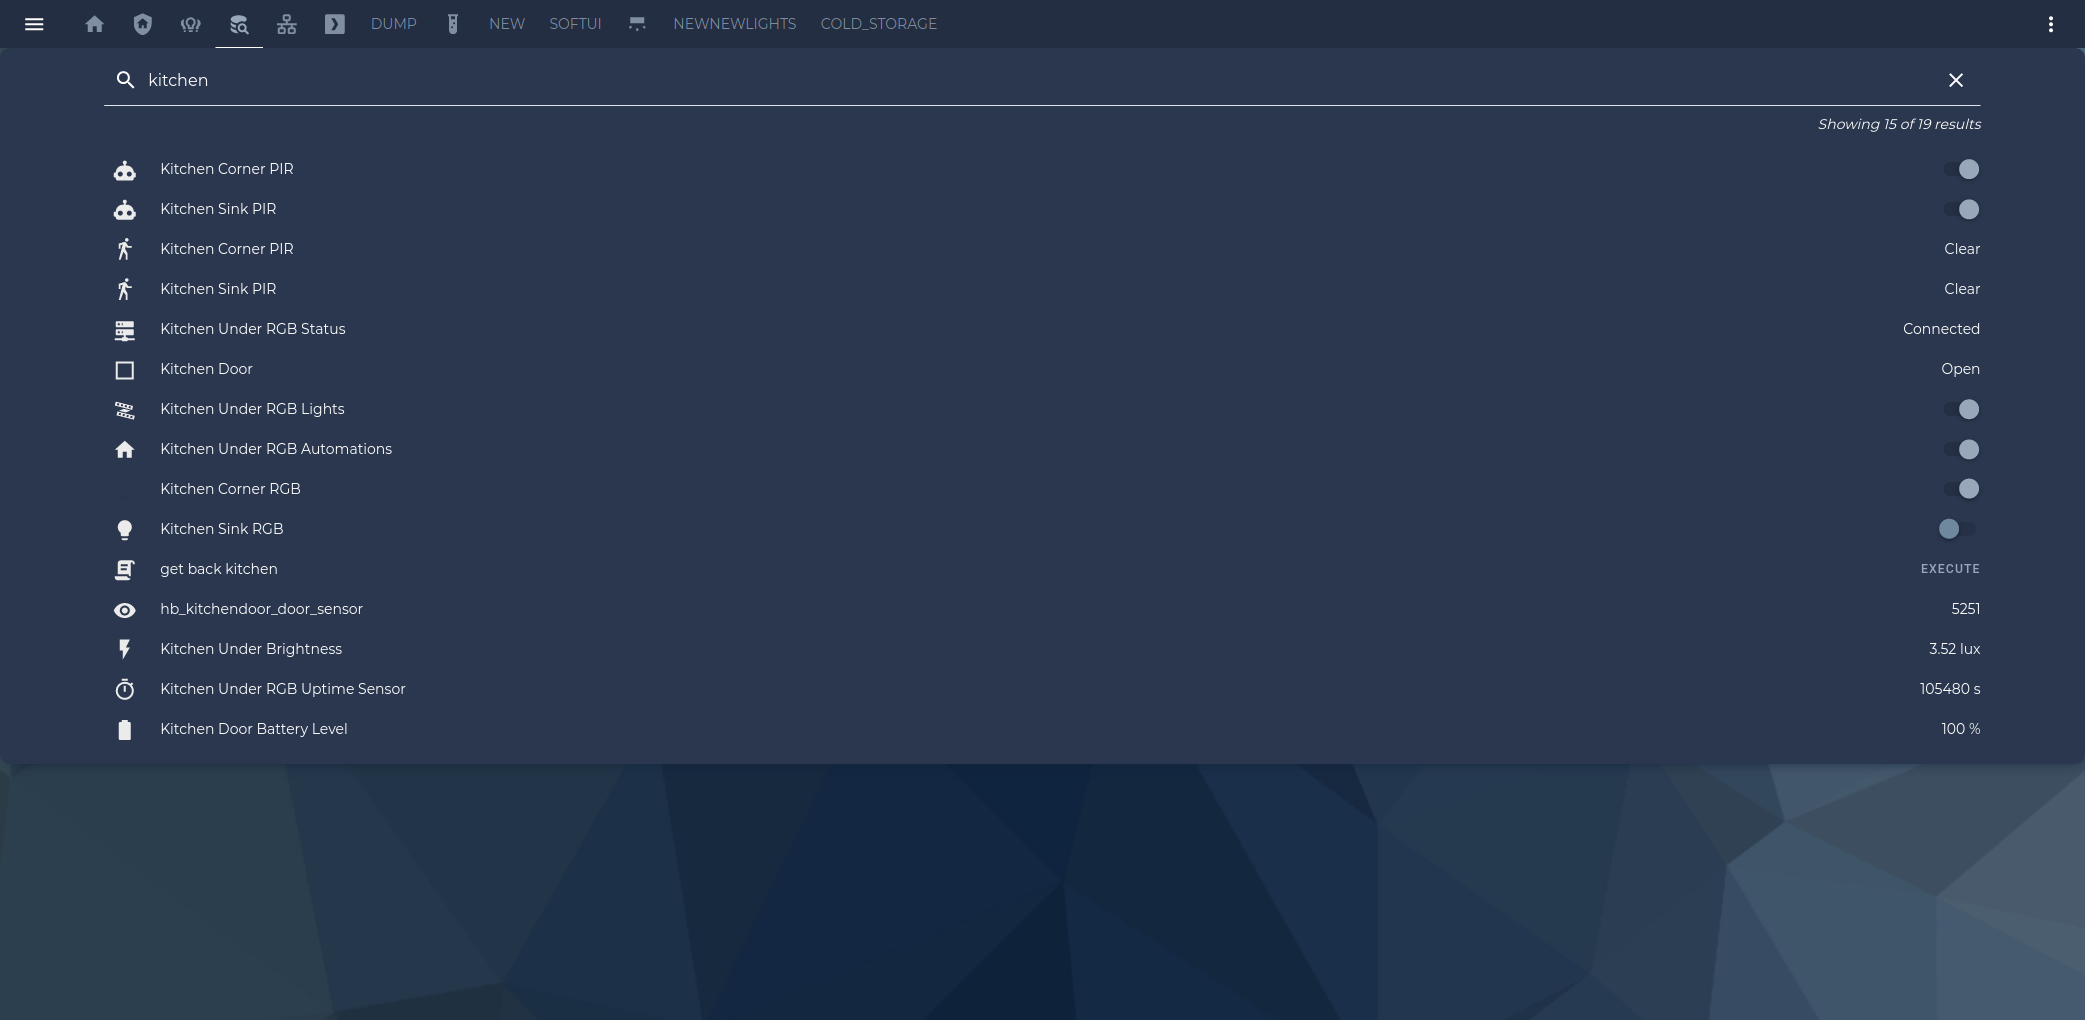 DUMP NEW SOFTUI NEWNEWLIGHTS COLD_STORAGE
kitchen
Showing 15 of 19 results
Kitchen Corner PIR
Kitchen Sink PIR
Kitchen Corner PIR Clear
Kitchen Sink PIR Clear
Kitchen Under RGB Status Connected
Kitchen Door Open
Kitchen Under RGB Lights
Kitchen Under RGB Automations
Kitchen Corner RGB
Kitchen Sink RGB
get back kitchen EXECUTE
hb_kitchendoor_door_sensor 5251
Kitchen Under Brightness 3.52 lux
Kitchen Under RGB Uptime Sensor 105480 s
Kitchen Door Battery Level 100 %